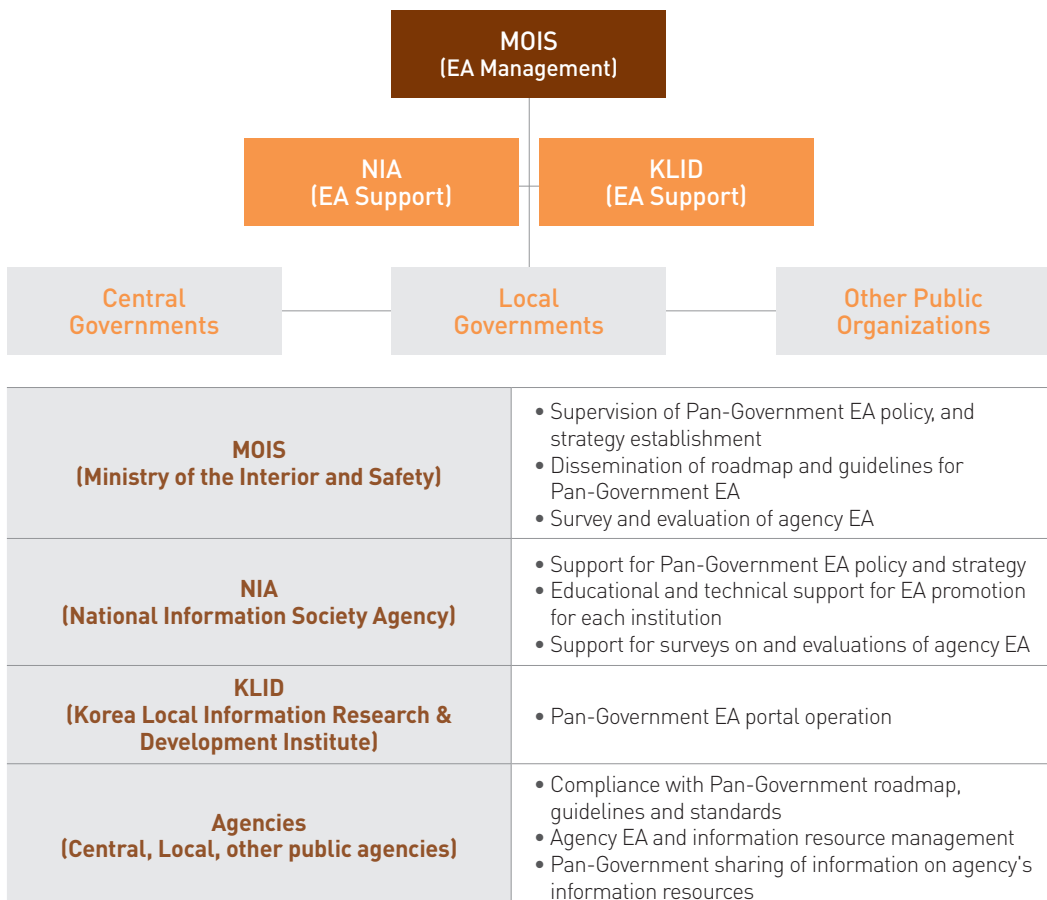 MOIS
(EA Management)
NIA
(EA Support)
KLID
(EA Support)
Central
Governments
Local
Governments
Other Public
Organizations
MOIS
(Ministry of the Interior and Safety)
• Supervision of Pan-Government EA policy, and
strategy establishment
• Dissemination of roadmap and guidelines for
Pan-Government EA
• Survey and evaluation of agency EA
NIA
(National Information Society Agency)
• Support for Pan-Government EA policy and strategy
• Educational and technical support for EA promotion
for each institution
• Support for surveys on and evaluations of agency EA
KLID
(Korea Local Information Research &
Development Institute)
• Pan-Government EA portal operation
Agencies
(Central, Local, other public agencies)
• Compliance with Pan-Government roadmap,
guidelines and standards
• Agency EA and information resource management
• Pan-Government sharing of information on agency's
information resources